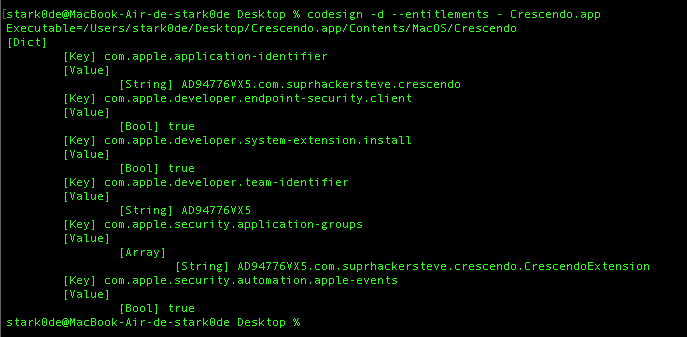 [stark0de@MacBook-Air-de-stark0de Desktop % codesign -d --entitlements - Crescendo.app
Executable=/Users/stark0de/Desktop/Crescendo.app/Contents/MacOS/Crescendo
[Dict]
[Key] com.apple.application-identifier
[Value]
[String] AD94776VX5.com.suprhackersteve.crescendo
[Key] com.apple.developer.endpoint-security.client
[Value]
[Bool] true
[Key] com.apple.developer.system-extension.install
[Value]
[Bool] true
[Key] com.apple.developer.team-identifier
[Value]
[String] AD94776VX5
[Key] com.apple.security.application-groups
[Value]
[Array]
[String] AD94776VX5.com.suprhackersteve.crescendo.CrescendoExtension
[Key] com.apple.security.automation.apple-events
[Value]
[Bool] true
stark0de@MacBook-Air-de-stark0de Desktop %